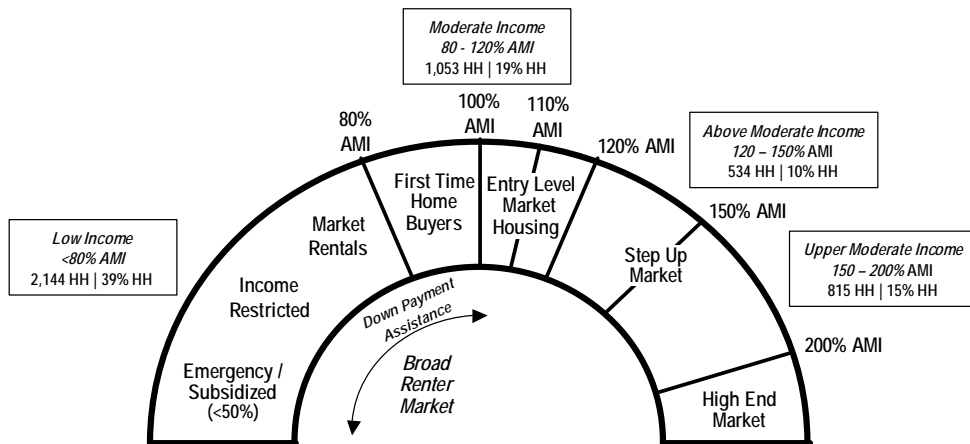 Moderate Income
80 - 120% AMI
1,053 HH | 19% HH
100%
AMI
110%
AMI
80%
AMI
120% AMI
Above Moderate Income
120 – 150% AMI
534 HH | 10% HH
150% AMI
First Time
Home
Buyers
Entry Level
Market
Housing
Market
Rentals
Low Income
<80% AMI
2,144 HH | 39% HH
Step Up
Market
Upper Moderate Income
150 – 200% AMI
815 HH | 15% HH
Income
Restricted
Down Payment
Assistance
200% AMI
Emergency /
Subsidized
(<50%)
Broad
Renter
Market
High End
Market